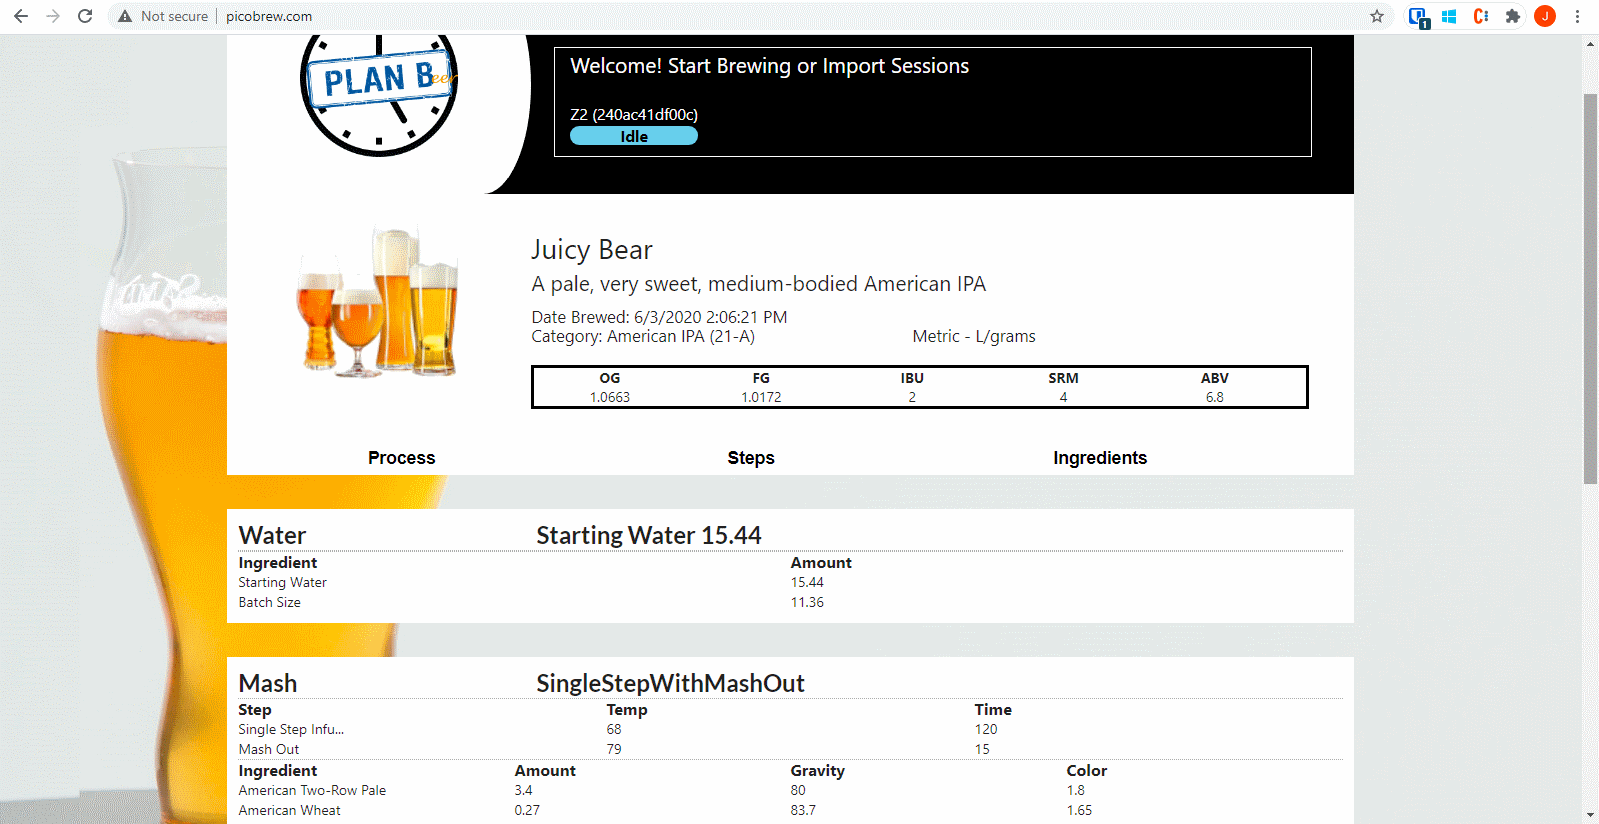 Not secure
picobrew.com
1
J
PLAN Beer
Welcome! Start Brewing or Import Sessions
Z2 (240ac41df00c)
Idle
Juicy Bear
A pale, very sweet, medium-bodied American IPA
Date Brewed: 6/3/2020 2:06:21 PM
Category: American IPA (21-A) Metric - L/grams
OG FG IBU SRM ABV
1.0663 1.0172 2 4 6.8
Process Steps Ingredients
Water Starting Water 15.44
Ingredient Amount
Starting Water 15.44
Batch Size 11.36
Mash SingleStepWithMashOut
Step Temp Time
Single Step Infu... 68 120
Mash Out 79 15
Ingredient Amount Gravity Color
American Two-Row Pale 3.4 80 1.8
American Wheat 0.27 83.7 1.65